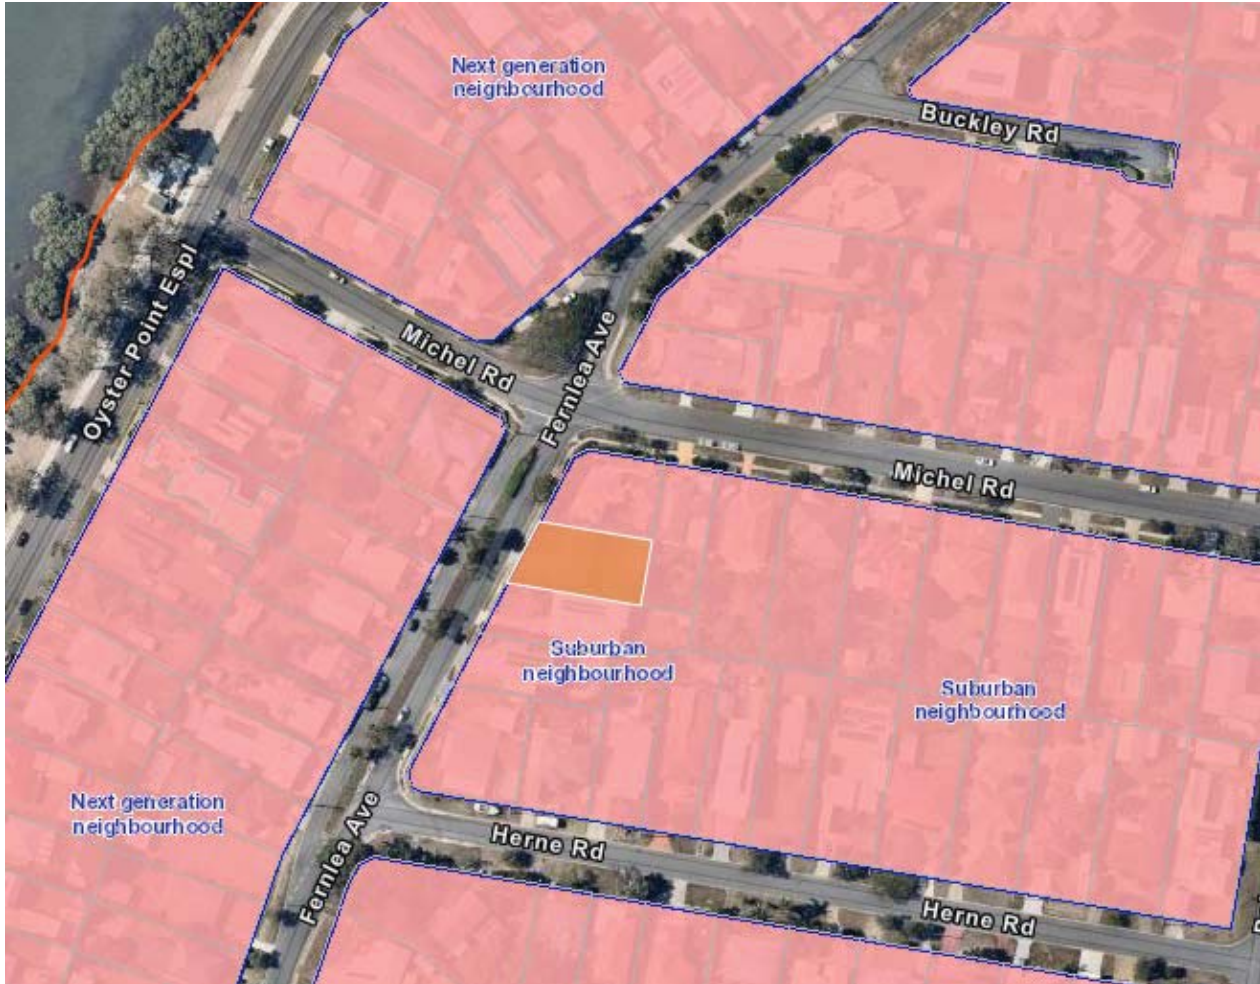 Next generation
neighbourhood
Buckley Rd
Oyster Point Espl
Michel Rd
Fernlea Ave
Michel Rd
Suburban
neighbourhood
Suburban
neighbourhood
Next generation
neighbourhood
Fernlea Ave
Herne Rd
Herne Rd